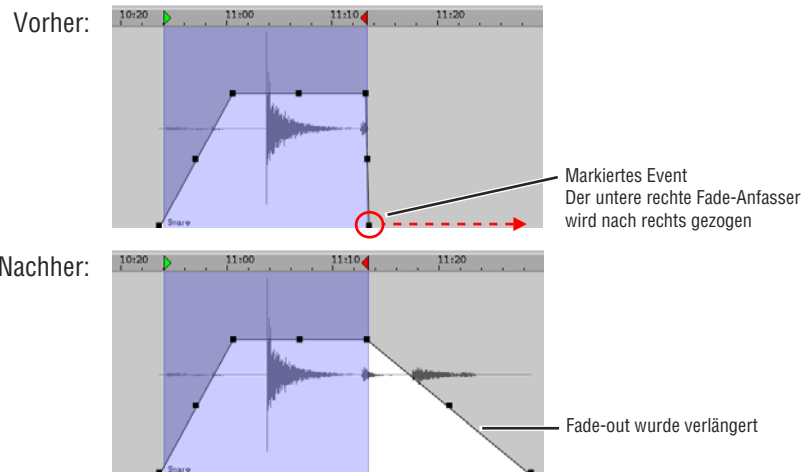 Vorher:
10:20 11:00 11:10 11:20
Snare
Markiertes Event
Der untere rechte Fade-Anfasser
wird nach rechts gezogen
Nachher:
10:20 11:00 11:10 11:20
Snare
Fade-out wurde verlängert